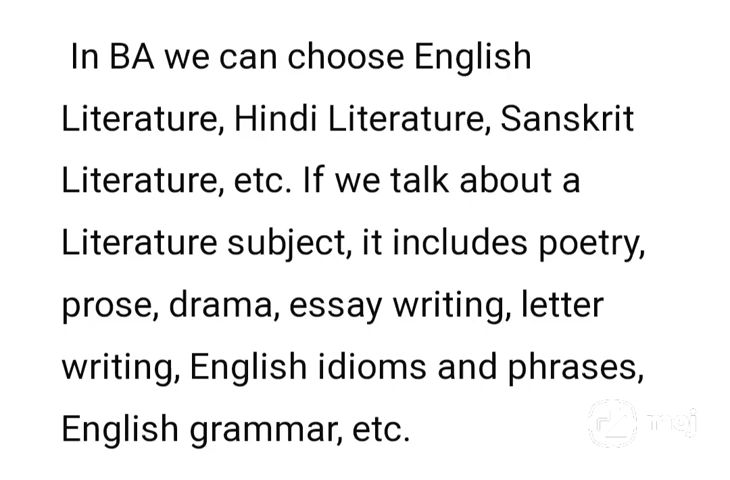 In BA we can choose English
Literature, Hindi Literature, Sanskrit
Literature, etc. If we talk about a
Literature subject, it includes poetry,
prose, drama, essay writing, letter
writing, English idioms and phrases,
English grammar, etc.
moj